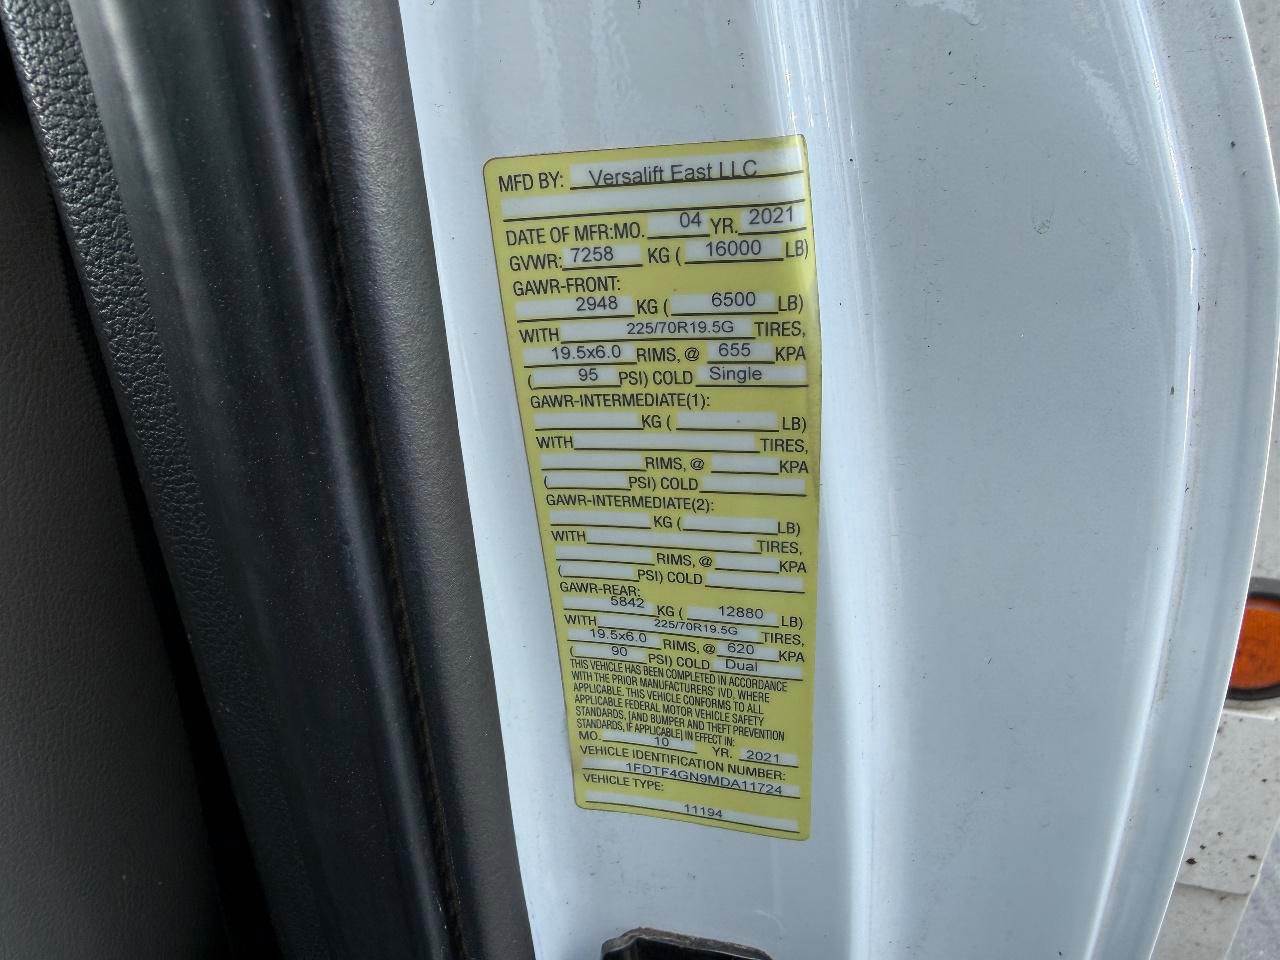 MFD BY: Versalift East LLC
DATE OF MFR:MO. 04 YR. 2021
GVWR: 7258 KG ( 16000 LB)
GAWR-FRONT:
2948 KG ( 6500 LB)
WITH 225/70R19.5G TIRES,
19.5x6.0 RIMS, @ 655 KPA
( 95 PSI) COLD Single
GAWR-INTERMEDIATE(1):
KG ( LB)
WITH TIRES,
RIMS, @ KPA
( PSI) COLD
GAWR-INTERMEDIATE(2):
KG ( LB)
WITH TIRES,
RIMS, @ KPA
( PSI) COLD
GAWR-REAR:
5842 KG ( 12880 LB)
WITH 225/70R19.5G TIRES,
19.5x6.0 RIMS, @ 620 KPA
( 90 PSI) COLD Dual
THIS VEHICLE HAS BEEN COMPLETED IN ACCORDANCE
WITH THE PRIOR MANUFACTURERS' IVD, WHERE
APPLICABLE. THIS VEHICLE CONFORMS TO ALL
APPLICABLE FEDERAL MOTOR VEHICLE SAFETY
STANDARDS, [AND BUMPER AND THEFT PREVENTION
STANDARDS, IF APPLICABLE] IN EFFECT IN:
MO. 10 YR. 2021
VEHICLE IDENTIFICATION NUMBER:
1FDTF4GN9MDA11724
VEHICLE TYPE:
11194